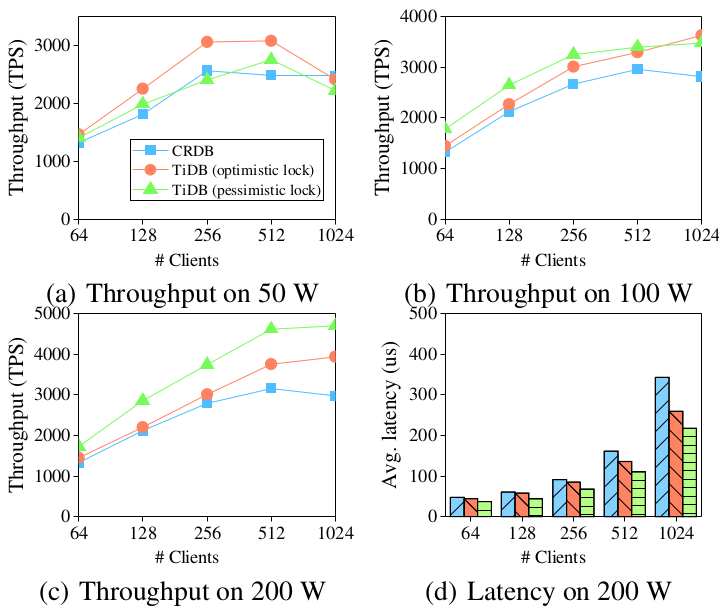 Throughput (TPS)
3000
2000
1000
0
CRDB
TiDB (optimistic lock)
TiDB (pessimistic lock)
64 128 256 512 1024
# Clients
(a) Throughput on 50 W
Throughput (TPS)
4000
3000
2000
1000
0
64 128 256 512 1024
# Clients
(b) Throughput on 100 W
Throughput (TPS)
5000
4000
3000
2000
1000
0
64 128 256 512 1024
# Clients
(c) Throughput on 200 W
Avg. latency (us)
500
400
300
200
100
0
64 128 256 512 1024
# Clients
(d) Latency on 200 W